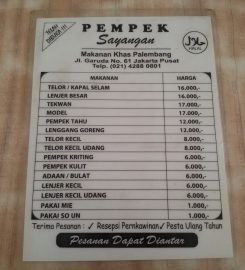 TELAH DIBUKA !!!
PEMPEK
Sayangan
HALAL
Makanan Khas Palembang
Jl. Garuda No. 61 Jakarta Pusat
Telp. (021) 4288 0801
MAKANAN HARGA
TELOR / KAPAL SELAM 16.000,-
LENJER BESAR 16.000,-
TEKWAN 17.000,-
MODEL 17.000,-
PEMPEK TAHU 12.000,-
LENGGANG GORENG 13.000,-
TELOR KECIL 8.000,-
TELOR KECIL UDANG 8.000,-
PEMPEK KRITING 6.000,-
PEMPEK KULIT 6.000,-
ADAAN / BULAT 6.000,-
LENJER KECIL 6.000,-
LENJER KECIL UDANG 6.000,-
PAKAI MIE 1.000,-
PAKAI SO UN 1.000,-
Terima Pesanan : ✓ Resepsi Pernkawinan ✓ Pesta Ulang Tahun
Pesanan Dapat Diantar